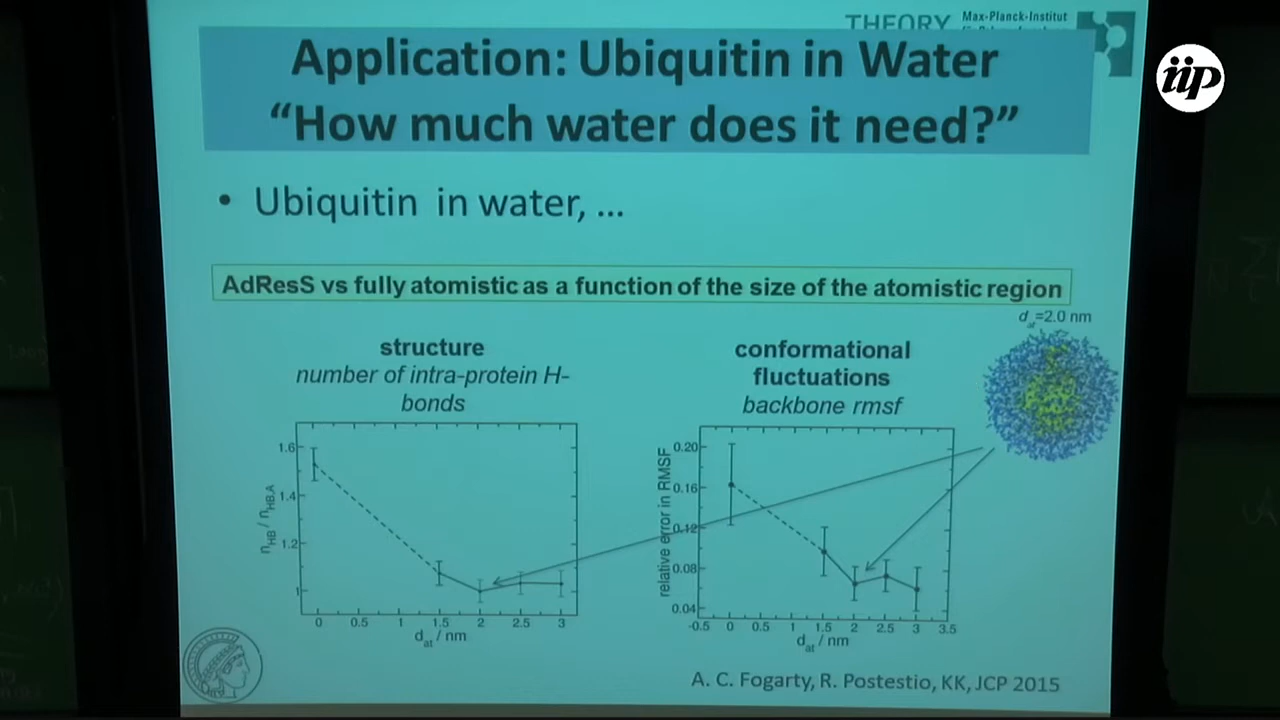 THEORY
Max-Planck-Institut
Application: Ubiquitin in Water
“How much water does it need?”
• Ubiquitin in water, ...
AdResS vs fully atomistic as a function of the size of the atomistic region
d_at=2.0 nm
structure
number of intra-protein H-
bonds
conformational
fluctuations
backbone rmsf
n_HB / n_HB,A
1.6
1.4
1.2
1
0 0.5 1 1.5 2 2.5 3
d_at / nm
relative error in RMSF
0.20
0.16
0.12
0.08
0.04
-0.5 0 0.5 1 1.5 2 2.5 3 3.5
d_at / nm
A. C. Fogarty, R. Postestio, KK, JCP 2015
iip